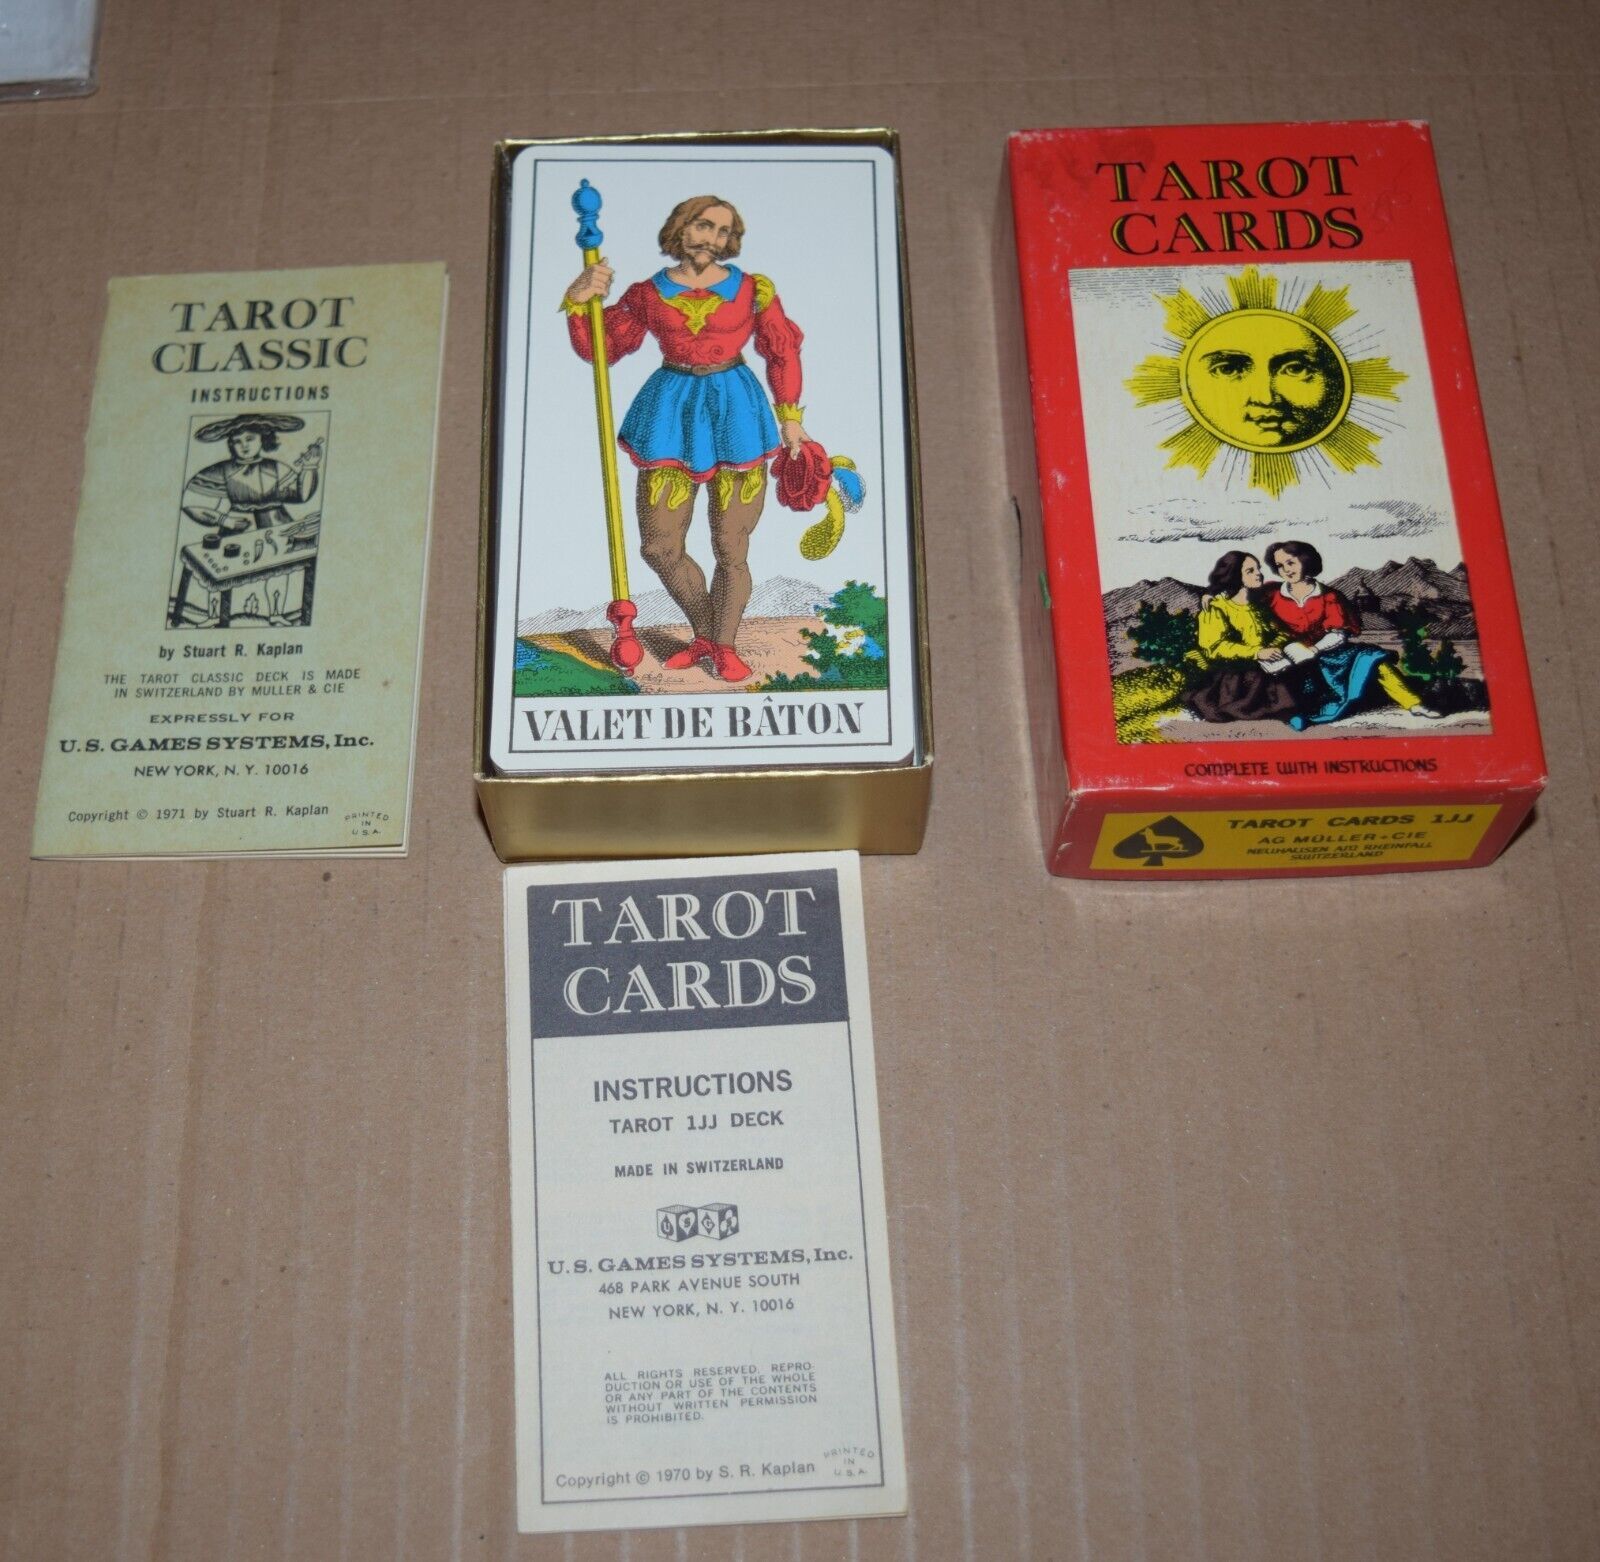 TAROT
CLASSIC
INSTRUCTIONS
by Stuart R. Kaplan
THE TAROT CLASSIC DECK IS MADE
IN SWITZERLAND BY MULLER & CIE
EXPRESSLY FOR
U.S. GAMES SYSTEMS, Inc.
NEW YORK, N. Y. 10016
Copyright © 1971 by Stuart R. Kaplan
PRINTED
IN
U.S.A.
VALET DE BÂTON
TAROT
CARDS
COMPLETE WITH INSTRUCTIONS
TAROT CARDS 1JJ
AG MÜLLER+CIE
NEUHAUSEN A/D RHEINFALL
SWITZERLAND
TAROT
CARDS
INSTRUCTIONS
TAROT 1JJ DECK
MADE IN SWITZERLAND
U S G S
U.S. GAMES SYSTEMS, Inc.
468 PARK AVENUE SOUTH
NEW YORK, N. Y. 10016
ALL RIGHTS RESERVED. REPRO-
DUCTION OR USE OF THE WHOLE
OR ANY PART OF THE CONTENTS
WITHOUT WRITTEN PERMISSION
IS PROHIBITED.
Copyright © 1970 by S. R. Kaplan
PRINTED
IN
U.S.A.